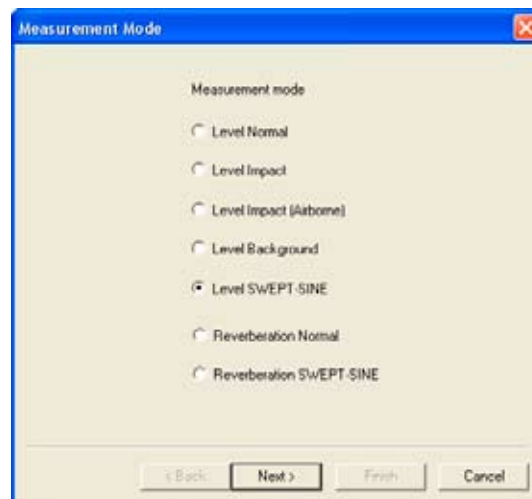 Measurement Mode
Measurement mode
Level Normal
Level Impact
Level Impact (Airborne)
Level Background
Level SWEPT-SINE
Reverberation Normal
Reverberation SWEPT-SINE
< Back
Next >
Finish
Cancel